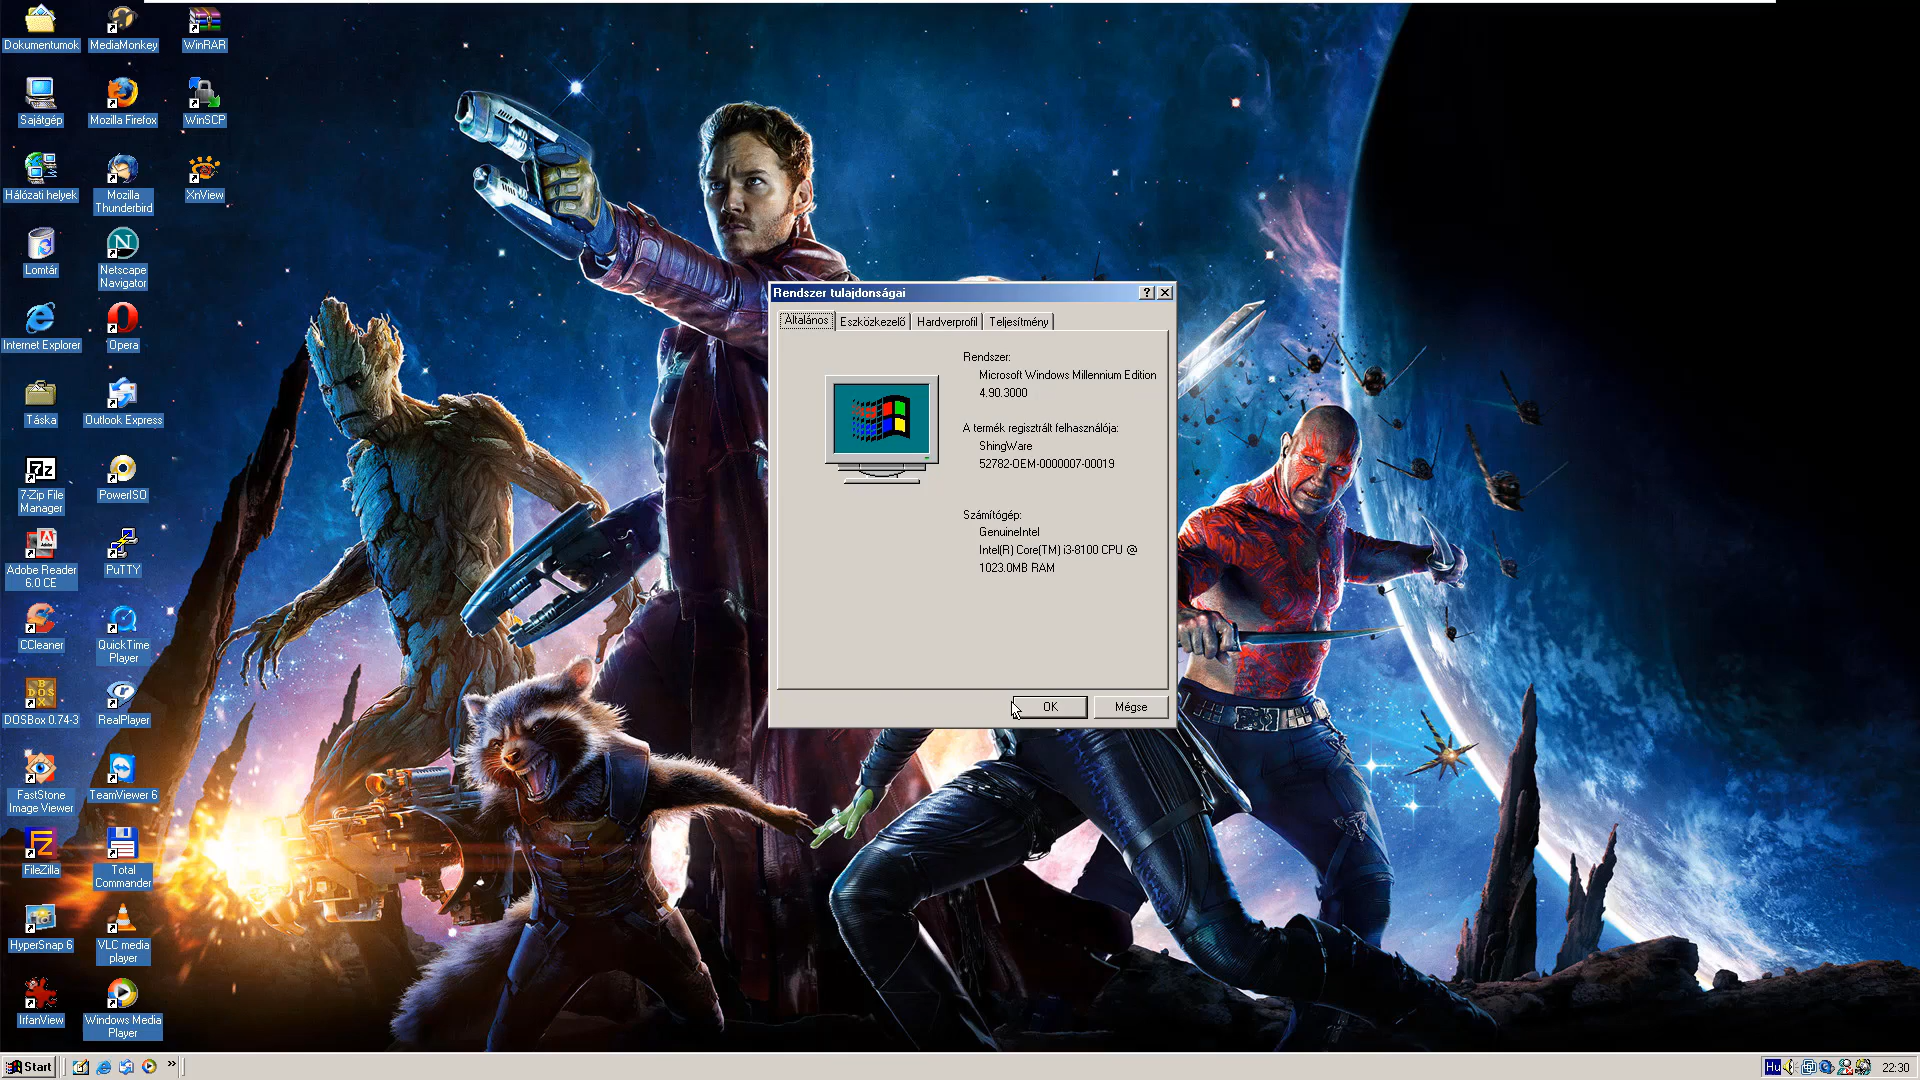 Dokumentumok
MediaMonkey
WinRAR
Sajátgép
Mozilla Firefox
WinSCP
Hálózati helyek
Mozilla
Thunderbird
XnView
Lomtár
N
Netscape
Navigator
Internet Explorer
Opera
Táska
Outlook Express
7z
7-Zip File
Manager
PowerISO
Adobe Reader
6.0 CE
PuTTY
CCleaner
QuickTime
Player
DOSBox 0.74-3
RealPlayer
FastStone
Image Viewer
TeamViewer 6
FileZilla
Total
Commander
HyperSnap 6
VLC media
player
IrfanView
Windows Media
Player
Rendszer tulajdonságai
Általános
Eszközkezelő
Hardverprofil
Teljesítmény
Rendszer:
Microsoft Windows Millennium Edition
4.90.3000
A termék regisztrált felhasználója:
ShingWare
52782-OEM-0000007-00019
Számítógép:
GenuineIntel
Intel(R) Core(TM) i3-8100 CPU @
1023.0MB RAM
OK
Mégse
Start
»
Hu
22:30